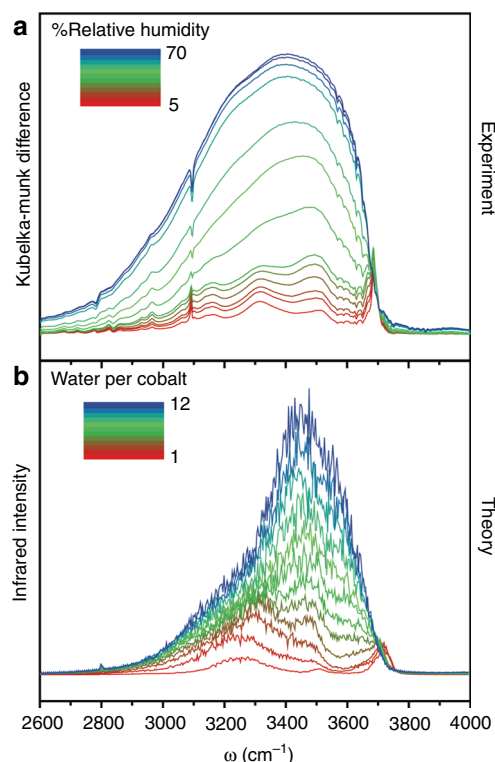 a
%Relative humidity
70
5
Kubelka-munk difference
Experiment
b
Water per cobalt
12
1
Infrared intensity
Theory
2600 2800 3000 3200 3400 3600 3800 4000
ω (cm⁻¹)